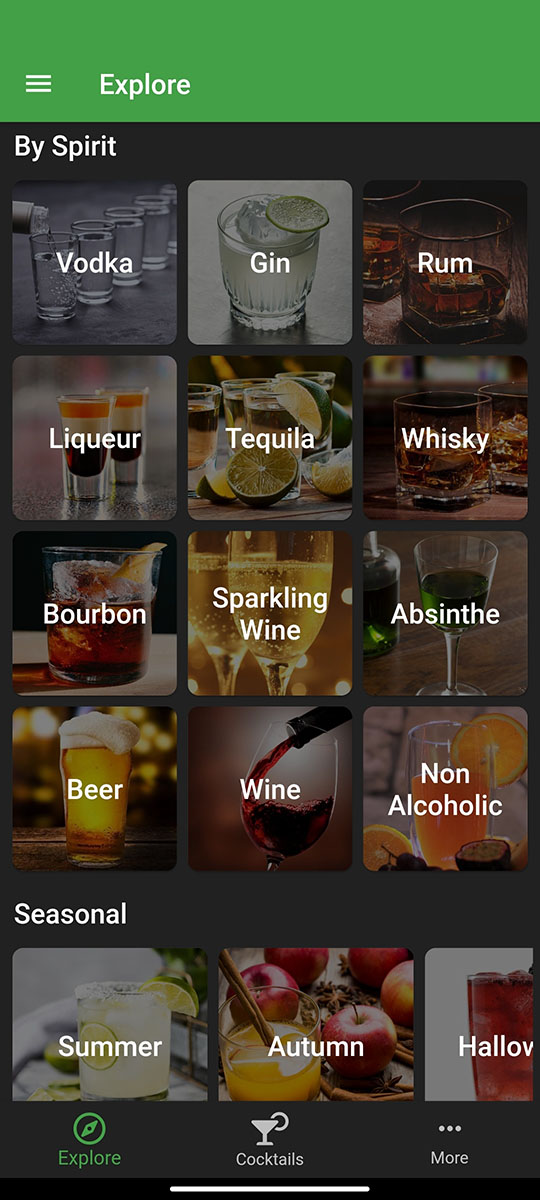 Explore
By Spirit
Vodka
Gin
Rum
Liqueur
Tequila
Whisky
Bourbon
Sparkling
Wine
Absinthe
Beer
Wine
Non
Alcoholic
Seasonal
Summer
Autumn
Hallow
Explore
Cocktails
More